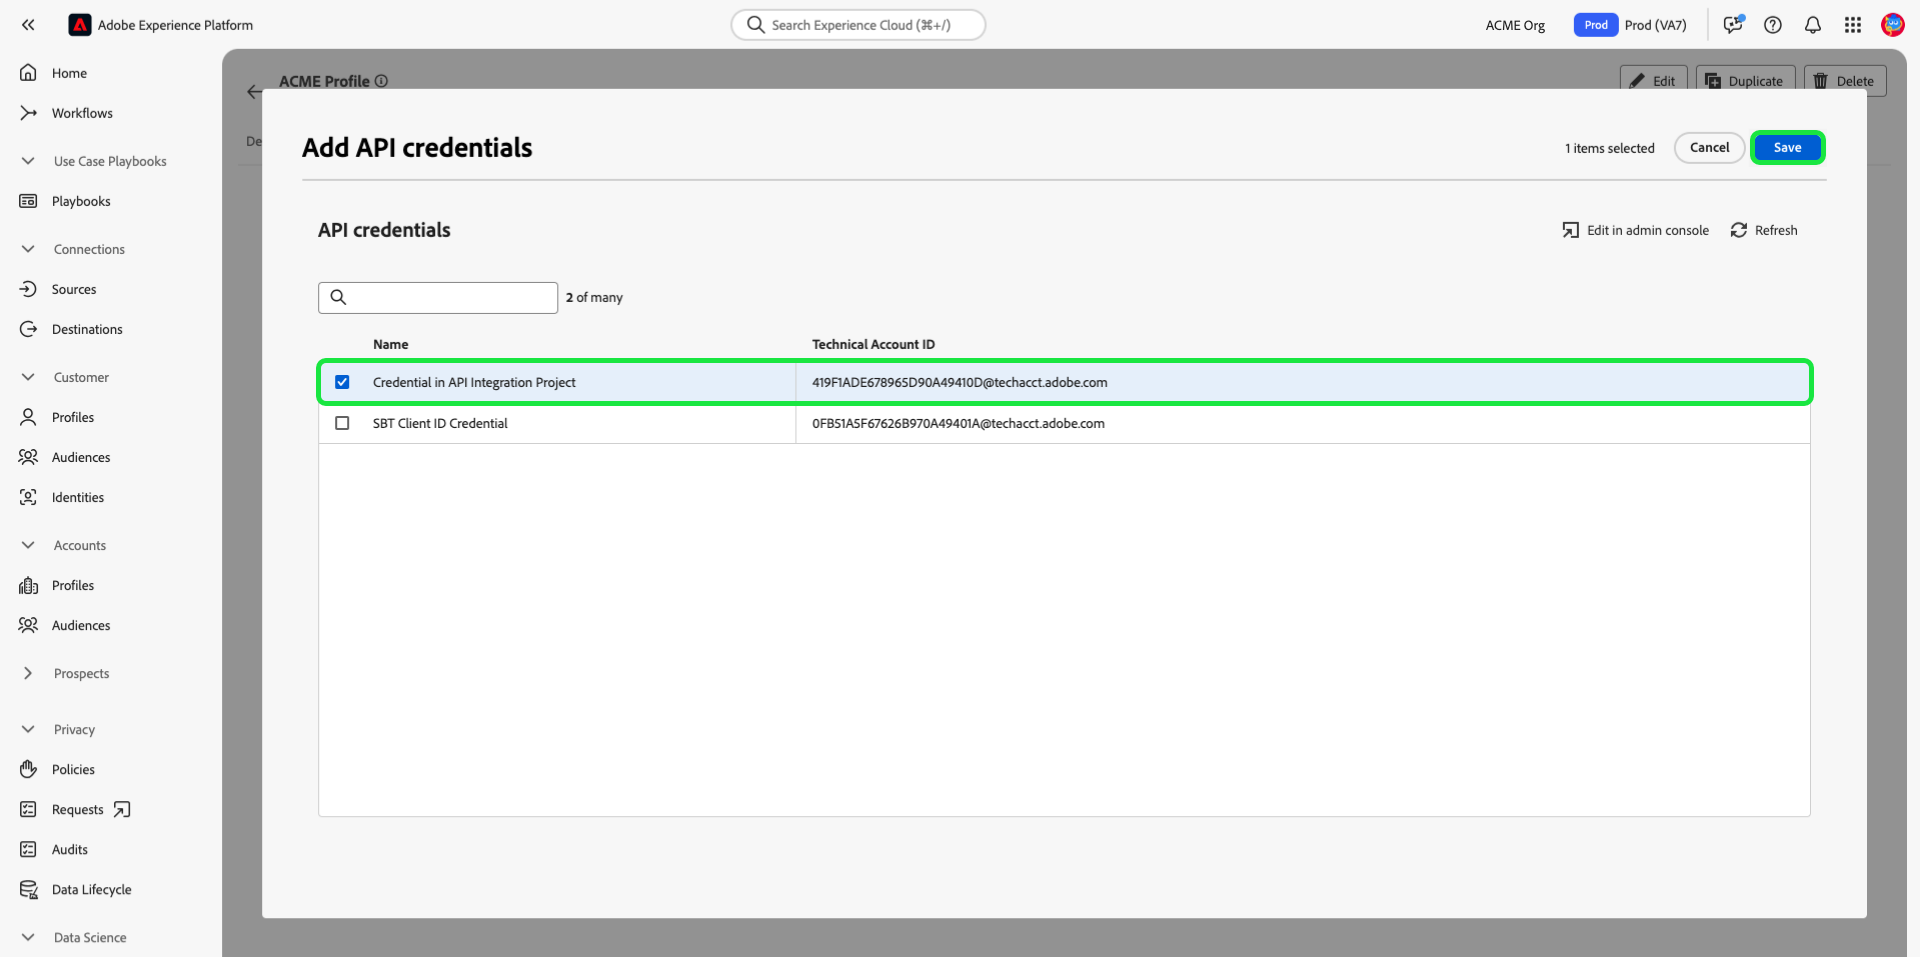 Adobe Experience Platform
Search Experience Cloud (⌘+/)
ACME Org
Prod
Prod (VA7)
Home
Workflows
Use Case Playbooks
Playbooks
Connections
Sources
Destinations
Customer
Profiles
Audiences
Identities
Accounts
Profiles
Audiences
Prospects
Privacy
Policies
Requests
Audits
Data Lifecycle
Data Science
ACME Profile
Edit
Duplicate
Delete
De
Add API credentials
1 items selected
Cancel
Save
API credentials
Edit in admin console
Refresh
2 of many
Name
Technical Account ID
Credential in API Integration Project
419F1ADE678965D90A49410D@techacct.adobe.com
SBT Client ID Credential
0FB51A5F67626B970A49401A@techacct.adobe.com